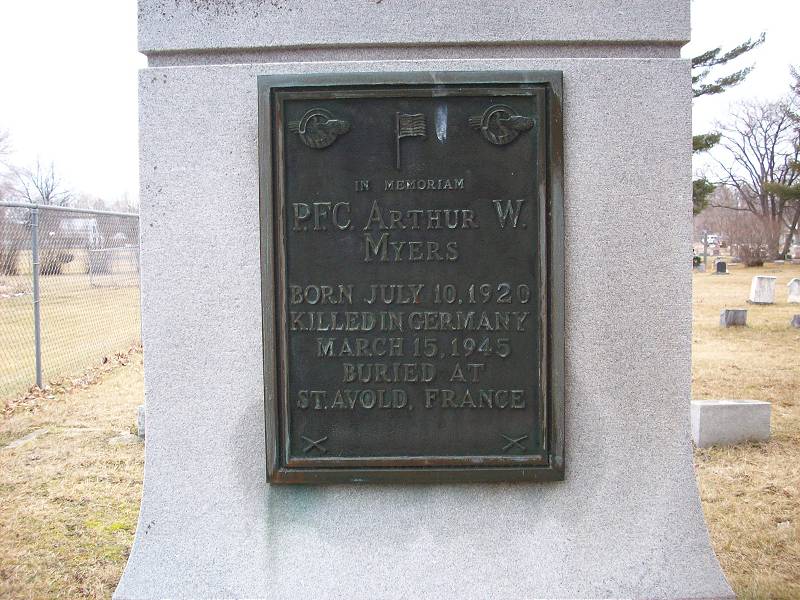 IN MEMORIAM
P.F.C. ARTHUR W.
MYERS
BORN JULY 10, 1920
KILLED IN GERMANY
MARCH 15, 1945
BURIED AT
ST. AVOLD, FRANCE